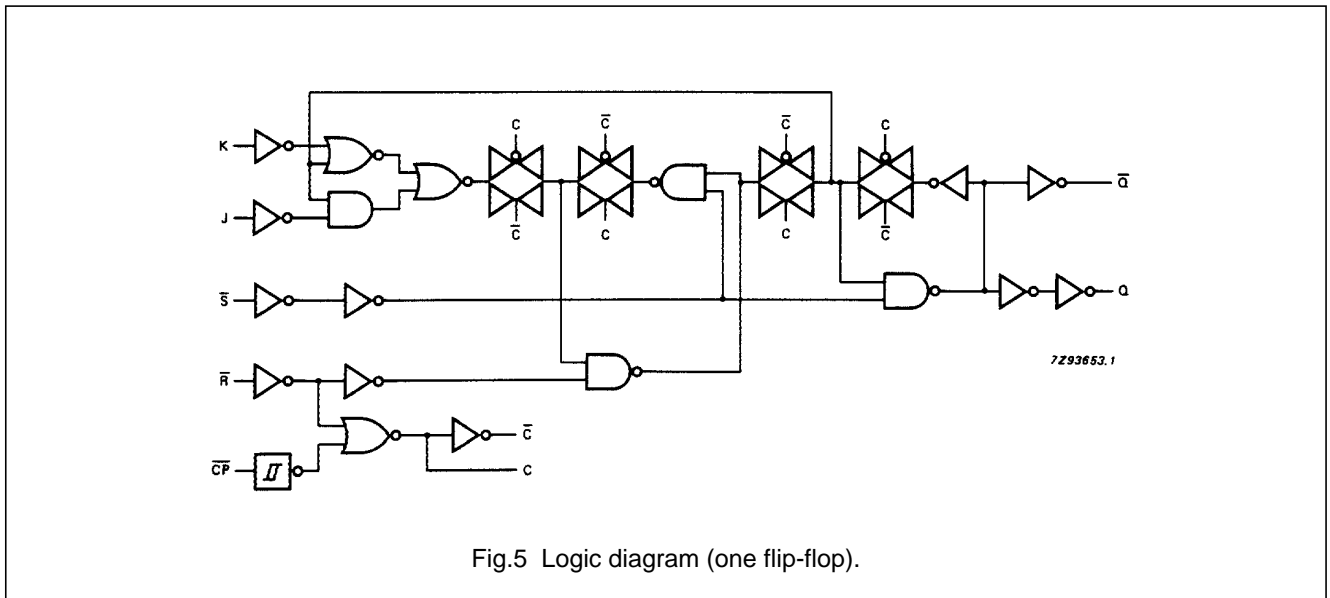 C C̅ C̅ C
K
Q̅
J
C̅ C C C̅
S̅
Q
7Z93653.1
R̅
C̅
C̅P̅
C
Fig.5 Logic diagram (one flip-flop).